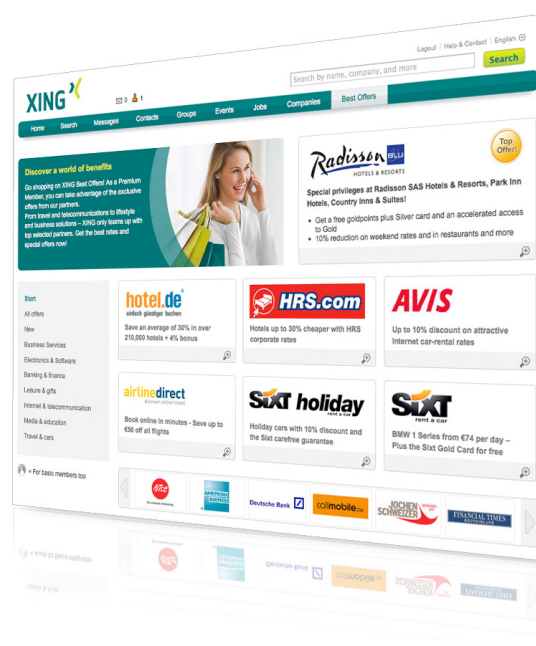 Logout | Help & Contact | English
XING
Search by name, company, and more
Search
0 1
Home Search Messages Contacts Groups Events Jobs Companies Best Offers
Discover a world of benefits
Go shopping on XING Best Offers! As a Premium
Member, you can take advantage of the exclusive
offers from our partners.
From travel and telecommunications to lifestyle
and business solutions – XING only teams up with
top selected partners. Get the best rates and
special offers now!
Radisson BLU
HOTELS & RESORTS
Top
Offer!
Special privileges at Radisson SAS Hotels & Resorts, Park Inn
Hotels, Country Inns & Suites!
• Get a free goldpoints plus Silver card and an accelerated access
to Gold
• 10% reduction on weekend rates and in restaurants and more
Start
All offers
New
Business Services
Electronics & Software
Banking & finance
Leisure & gifts
Internet & telecommunication
Media & education
Travel & cars
= For basic members too
hotel.de
einfach günstiger buchen
Save an average of 30% in over
210,000 hotels + 4% bonus
HRS.com
Hotels up to 30% cheaper with HRS
corporate rates
AVIS
Up to 10% discount on attractive
Internet car-rental rates
airlinedirect
discover online travel
Book online in minutes - Save up to
€50 off all flights
SIXT holiday
rent a car
Holiday cars with 10% discount and
the Sixt carefree guarantee
SIXT
rent a car
BMW 1 Series from €74 per day –
Plus the Sixt Gold Card for free
AMERICAN
EXPRESS
Deutsche Bank
callmobile.de
JOCHEN
SCHWEIZER
FINANCIAL TIMES
DEUTSCHLAND